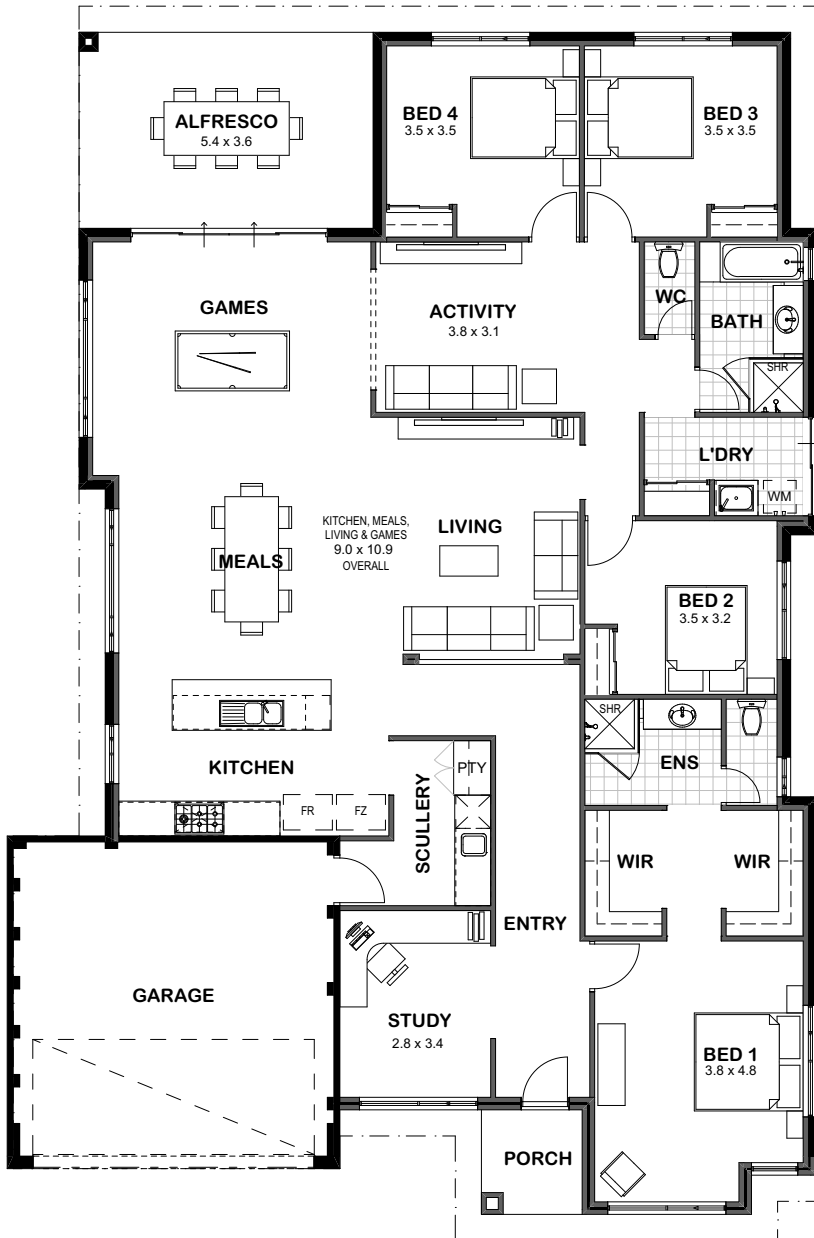 ALFRESCO
5.4 x 3.6
BED 4
3.5 x 3.5
BED 3
3.5 x 3.5
GAMES
ACTIVITY
3.8 x 3.1
WC
BATH
SHR
L'DRY
WM
KITCHEN, MEALS,
LIVING & GAMES
9.0 x 10.9
OVERALL
LIVING
MEALS
BED 2
3.5 x 3.2
SHR
ENS
KITCHEN
FR
FZ
SCULLERY
PTY
WIR
WIR
ENTRY
GARAGE
STUDY
2.8 x 3.4
BED 1
3.8 x 4.8
PORCH